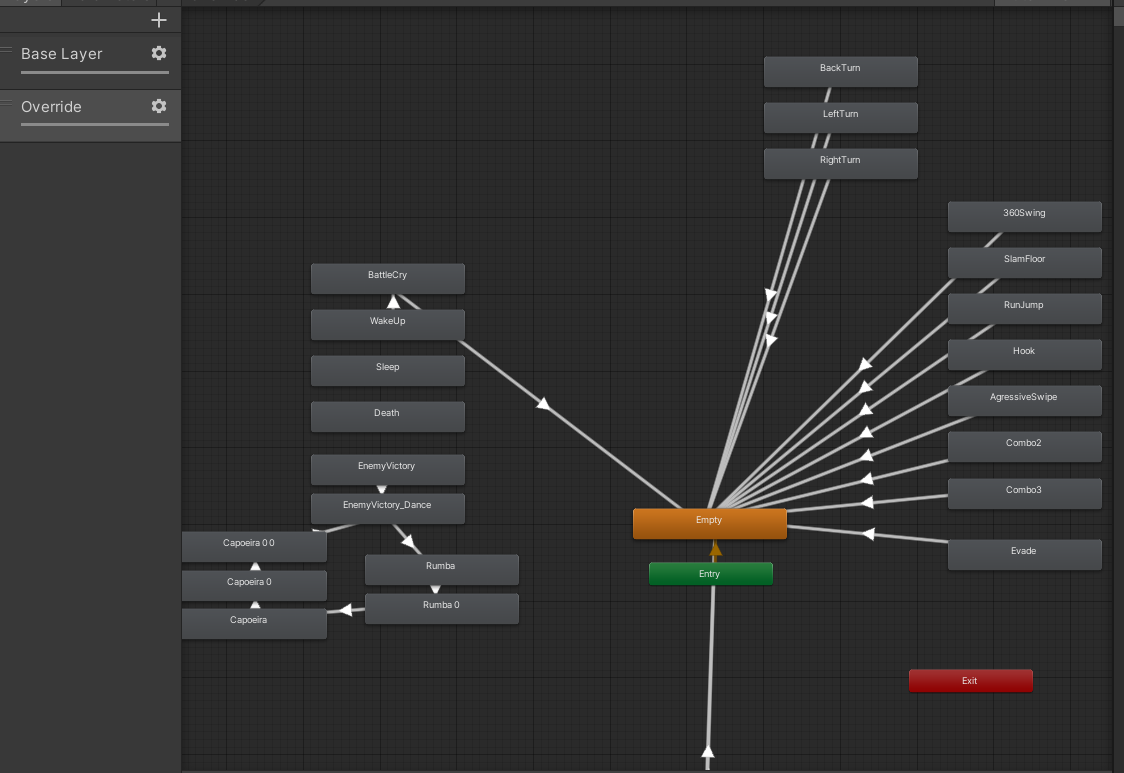 Base Layer
Override
BackTurn
LeftTurn
RightTurn
360Swing
SlamFloor
RunJump
Hook
AgressiveSwipe
Combo2
Combo3
Evade
BattleCry
WakeUp
Sleep
Death
EnemyVictory
EnemyVictory_Dance
Capoeira 0 0
Capoeira 0
Capoeira
Rumba
Rumba 0
Empty
Entry
Exit